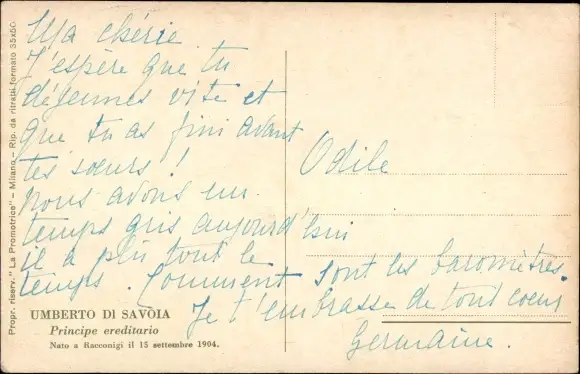 Ma chérie
J'espère que tu
déjeunes vite et
que tu as fini avant
tes sœurs !
nous avons un
temps gris aujourd'hui
il a plu tout le
temps. Comment sont les baromètres.
Je t'embrasse de tout coeur
Germaine.
Odile
UMBERTO DI SAVOIA
Principe ereditario
Nato a Racconigi il 15 settembre 1904.
Propr. riserv. "La Promotrice" – Milano – Rip. da ritratti formato 35x50.